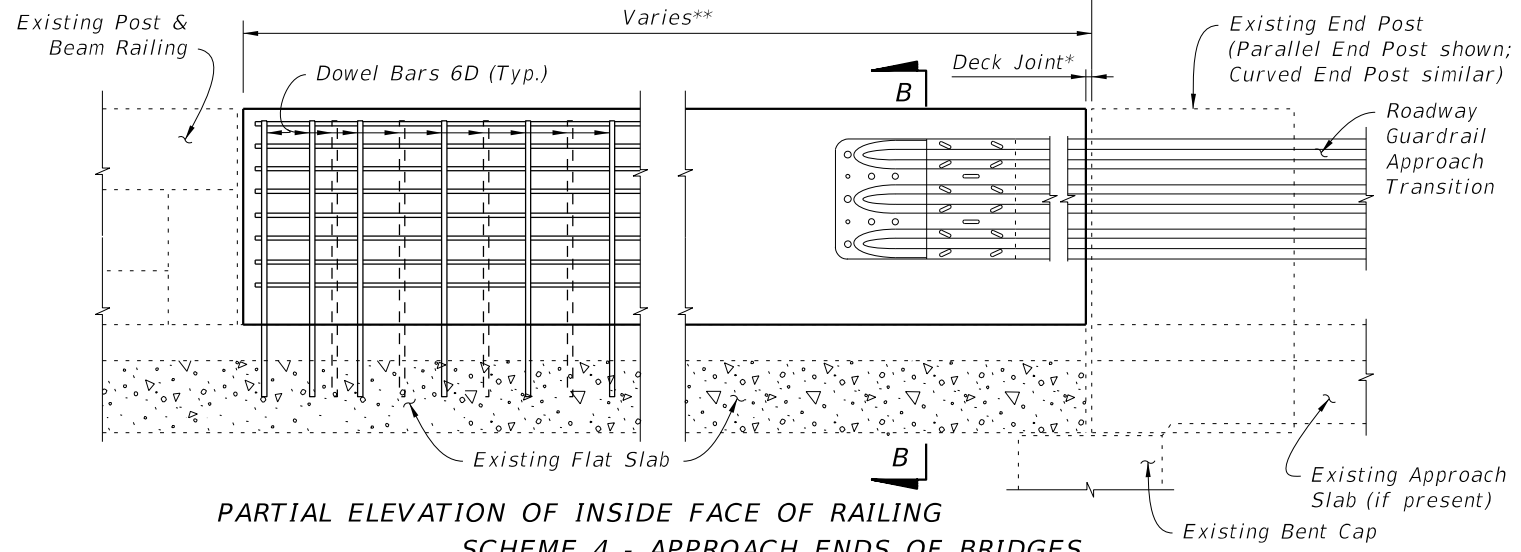 Existing Post &
Beam Railing
Varies**
Dowel Bars 6D (Typ.)
Deck Joint*
B
Existing End Post
(Parallel End Post shown;
Curved End Post similar)
Roadway
Guardrail
Approach
Transition
Existing Flat Slab
B
Existing Approach
Slab (if present)
Existing Bent Cap
PARTIAL ELEVATION OF INSIDE FACE OF RAILING
SCHEME 4 - APPROACH ENDS OF BRIDGES